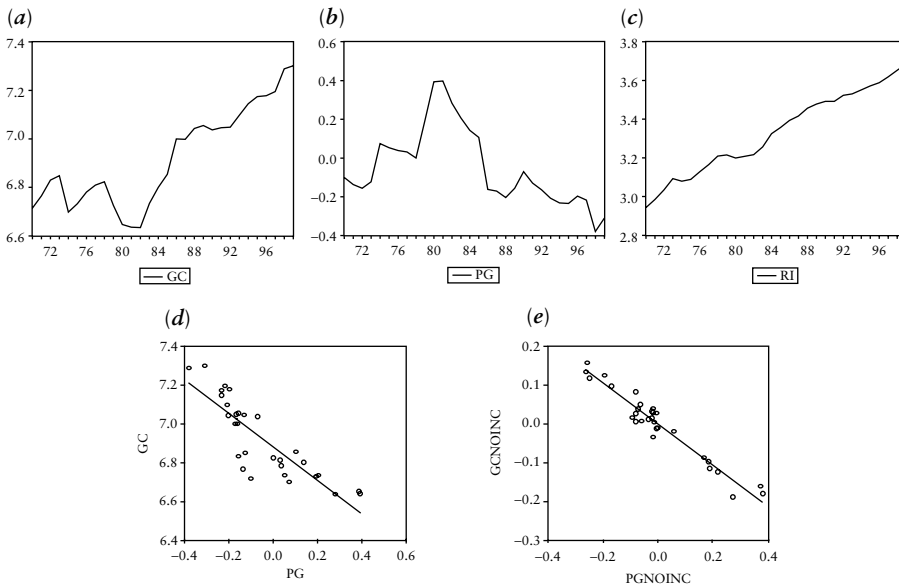 (a)
7.4
7.2
7.0
6.8
6.6
72 76 80 84 88 92 96
GC
(b)
0.6
0.4
0.2
0.0
−0.2
−0.4
72 76 80 84 88 92 96
PG
(c)
3.8
3.6
3.4
3.2
3.0
2.8
72 76 80 84 88 92 96
RI
(d)
7.4
7.2
7.0
6.8
6.6
6.4
GC
−0.4 −0.2 0.0 0.2 0.4 0.6
PG
(e)
0.2
0.1
0.0
−0.1
−0.2
−0.3
GCNOINC
−0.4 −0.2 0.0 0.2 0.4
PGNOINC